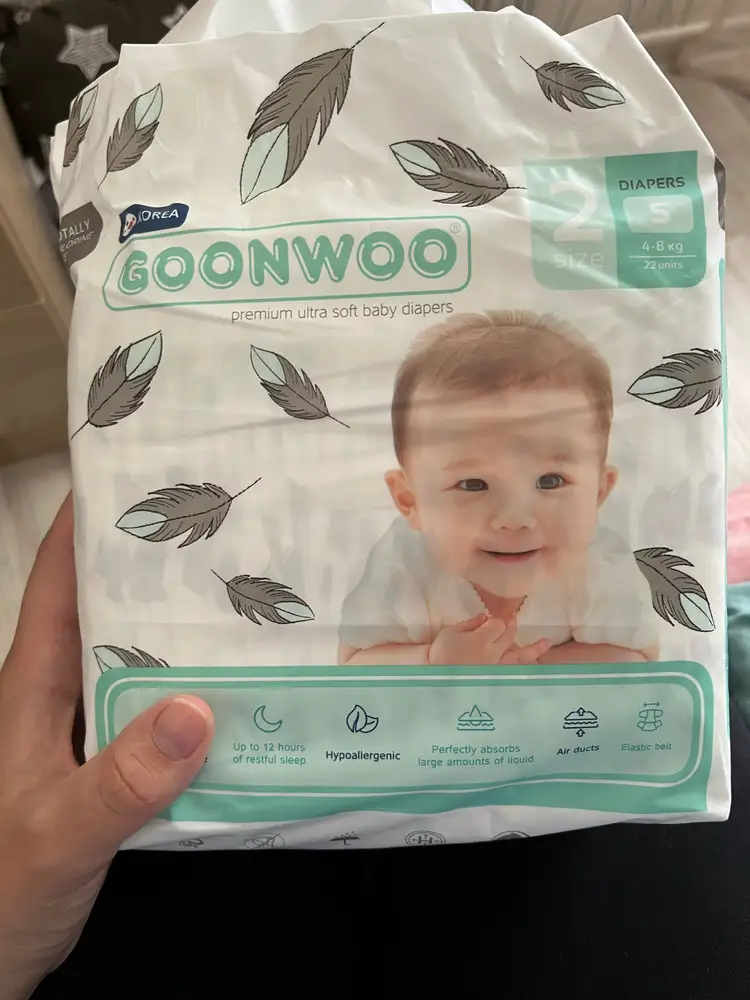 KOREA
GOONWOO
®
premium ultra soft baby diapers
2
size
DIAPERS
S
4-8 кg
22 units
Up to 12 hours
of restful sleep
Hypoallergenic
Perfectly absorbs
large amounts of liquid
Air ducts
Elastic belt